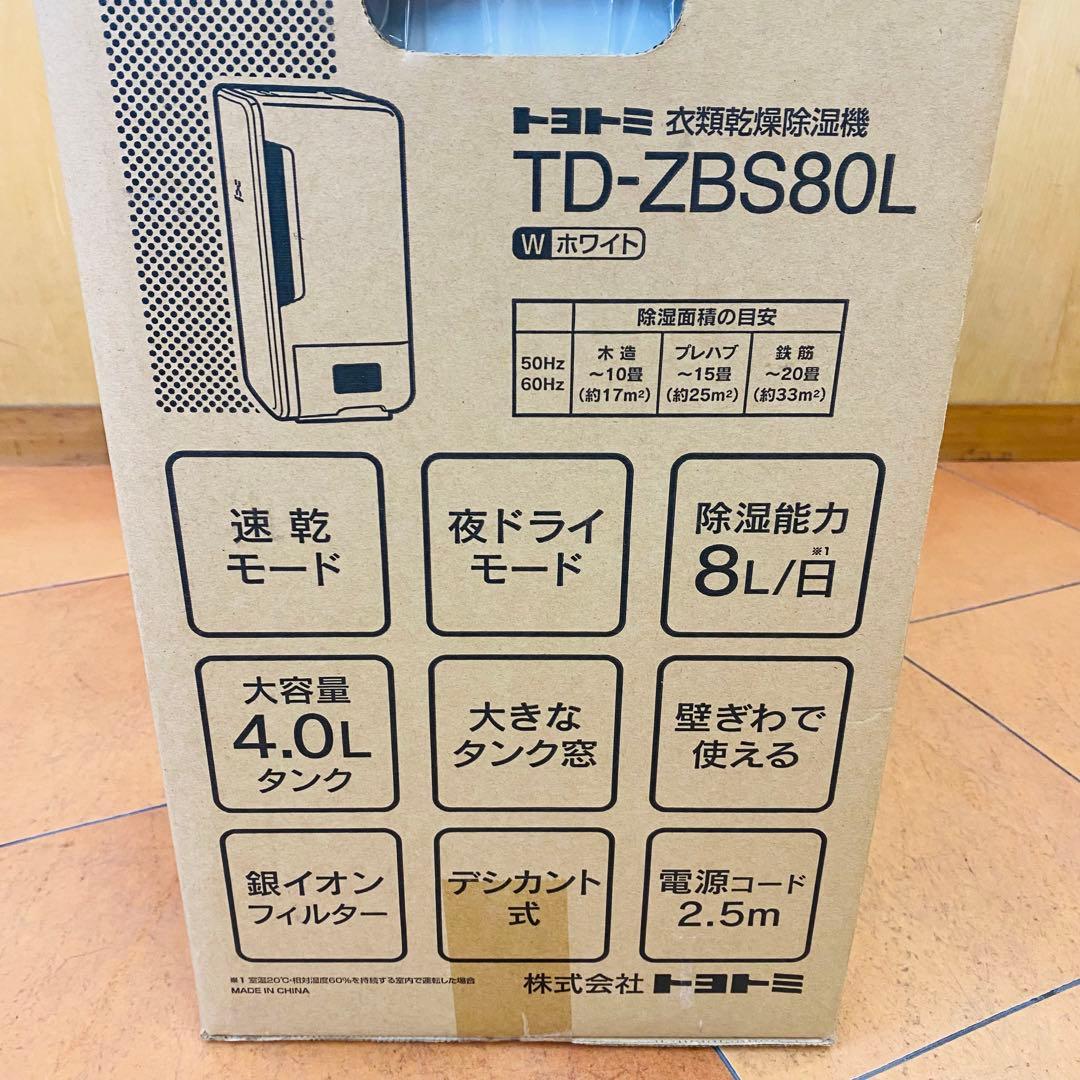 トヨトミ 衣類乾燥除湿機
TD-ZBS80L
W ホワイト
除湿面積の目安
50Hz
60Hz
木造
～10畳
(約17m²)
プレハブ
～15畳
(約25m²)
鉄筋
～20畳
(約33m²)
速乾
モード
夜ドライ
モード
除湿能力
8L/日※1
大容量
4.0L
タンク
大きな
タンク窓
壁ぎわで
使える
銀イオン
フィルター
デシカント
式
電源コード
2.5m
※1 室温20℃・相対湿度60%を持続する室内で運転した場合
MADE IN CHINA
株式会社 トヨトミ